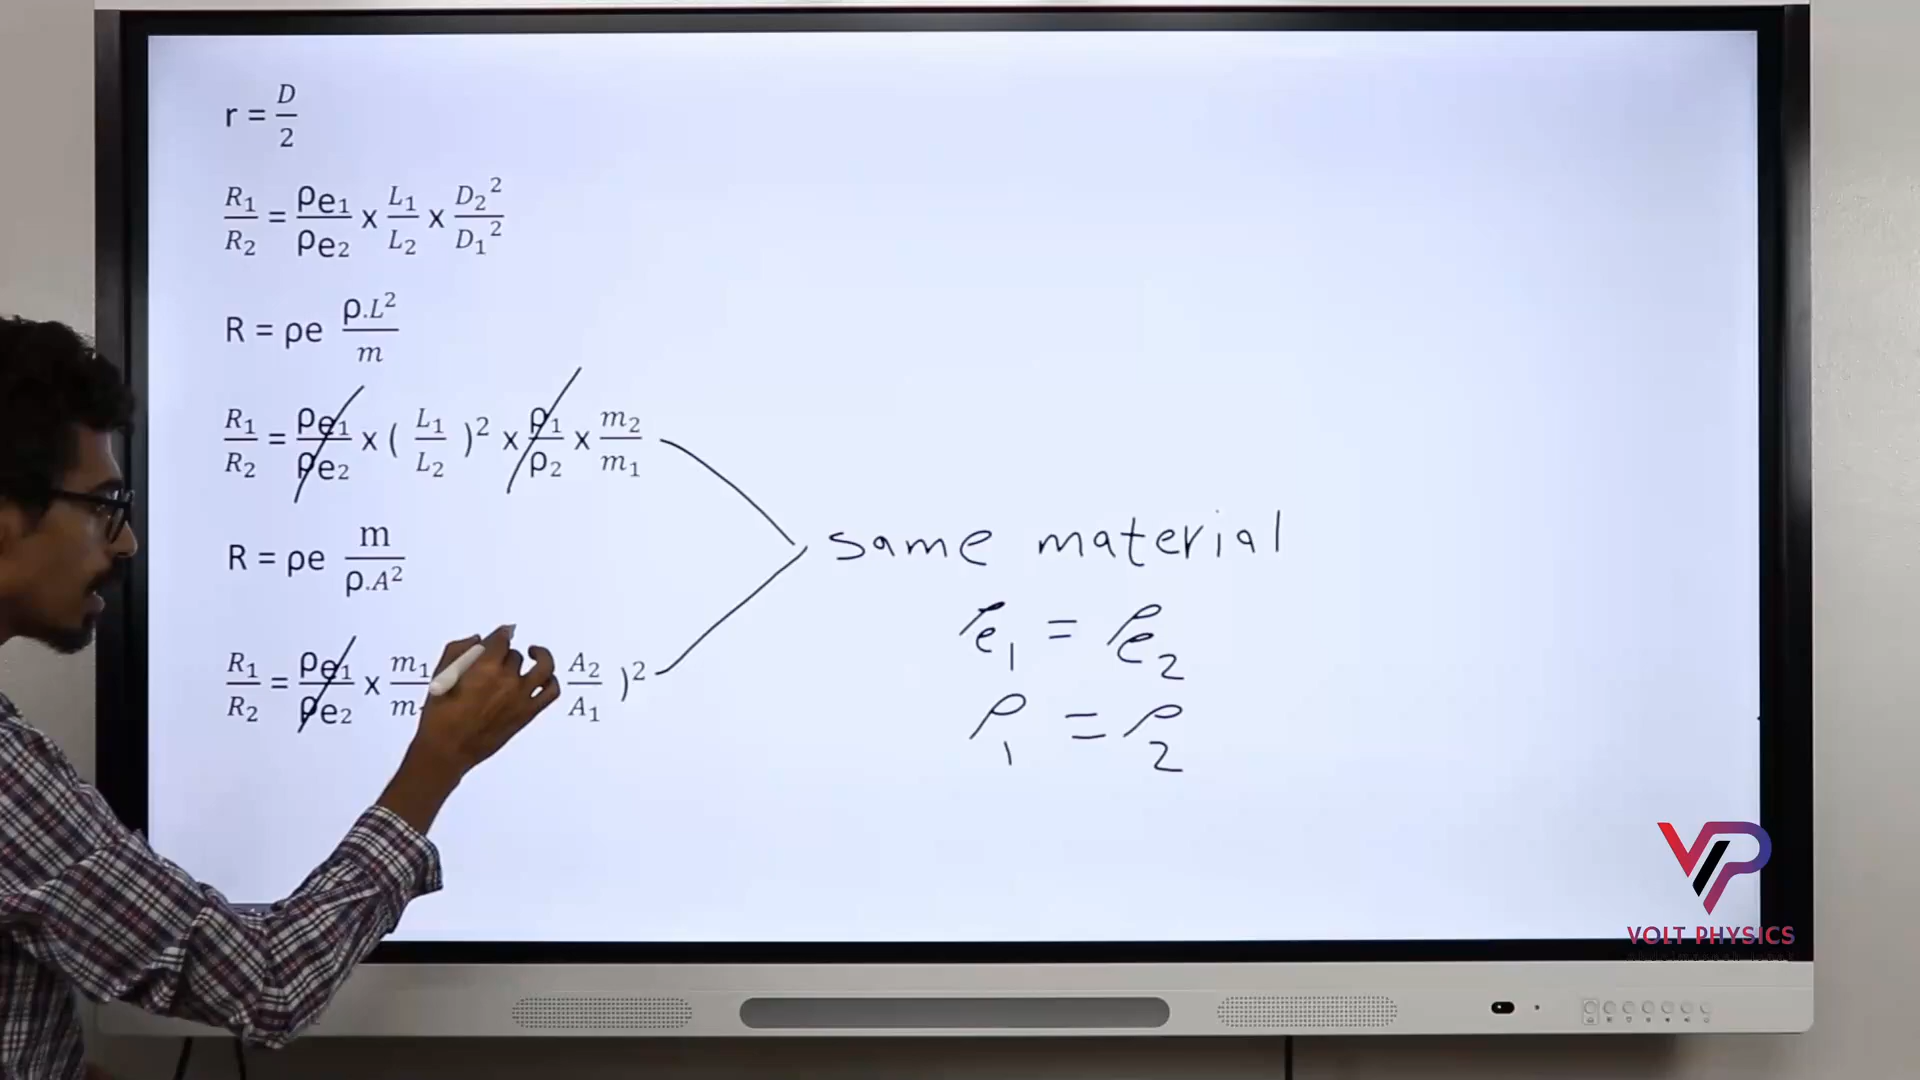 r = D/2
R₁/R₂ = ρe₁/ρe₂ x L₁/L₂ x D₂²/D₁²
R = ρe ρ.L²/m
R₁/R₂ = ρe₁/ρe₂ x ( L₁/L₂ )² x ρ₁/ρ₂ x m₂/m₁
R = ρe m/ρ.A²
R₁/R₂ = ρe₁/ρe₂ x m₁/m A₂/A₁ )²
same material
ρe₁ = ρe₂
ρ₁ = ρ₂
VP
VOLT PHYSICS